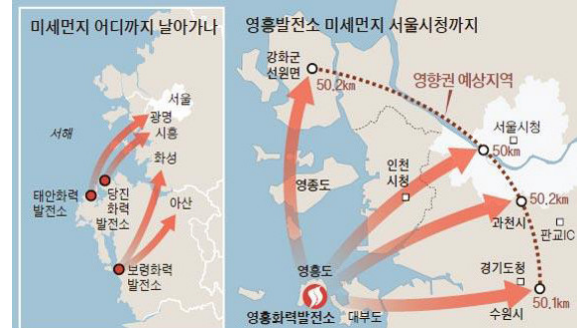 미세먼지 어디까지 날아가나
서울
광명
시흥
서해
화성
태안화력
발전소
당진
화력
발전소
아산
보령화력
발전소
영흥발전소 미세먼지 서울시청까지
강화군
선원면
50.2km
영향권 예상지역
서울시청
50km
인천
시청
영종도
50.2km
과천시
판교IC
영흥도
경기도청
영흥화력발전소
대부도
수원시
50.1km